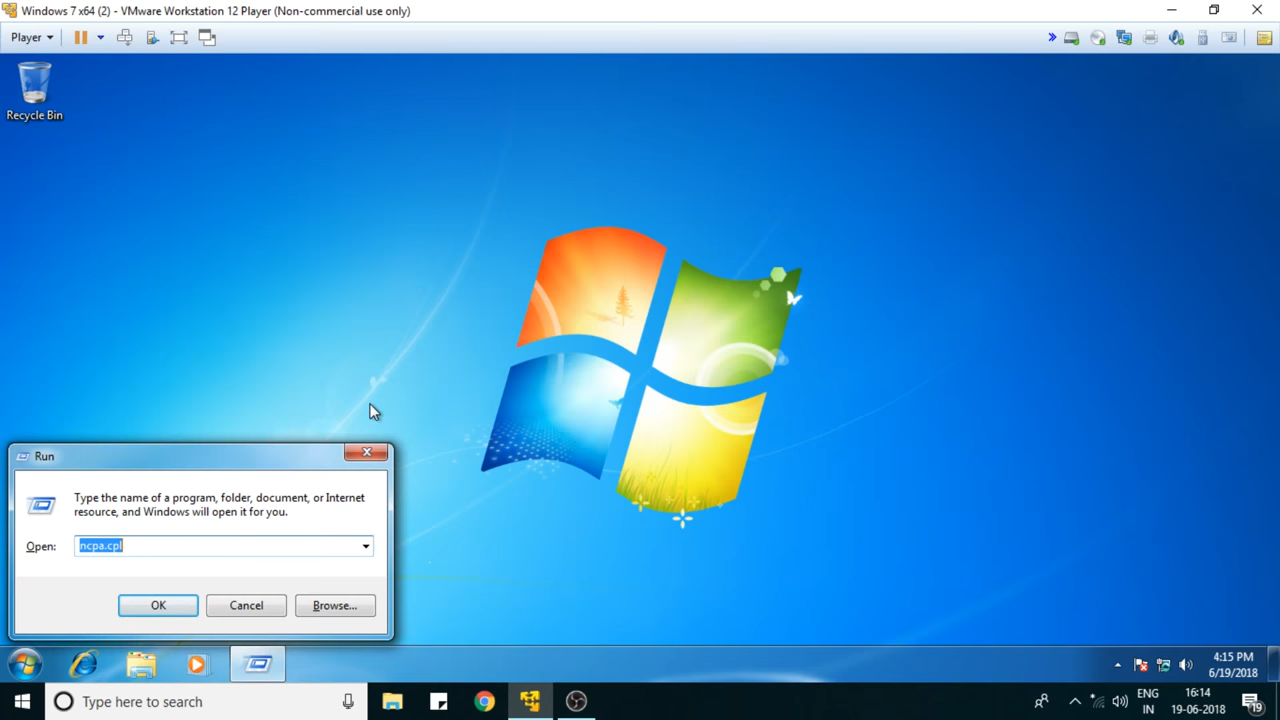 Windows 7 x64 (2) - VMware Workstation 12 Player (Non-commercial use only)
Player
Recycle Bin
Run
Type the name of a program, folder, document, or Internet
resource, and Windows will open it for you.
Open: ncpa.cpl
OK Cancel Browse...
4:15 PM
6/19/2018
Type here to search
ENG
IN
16:14
19-06-2018
19